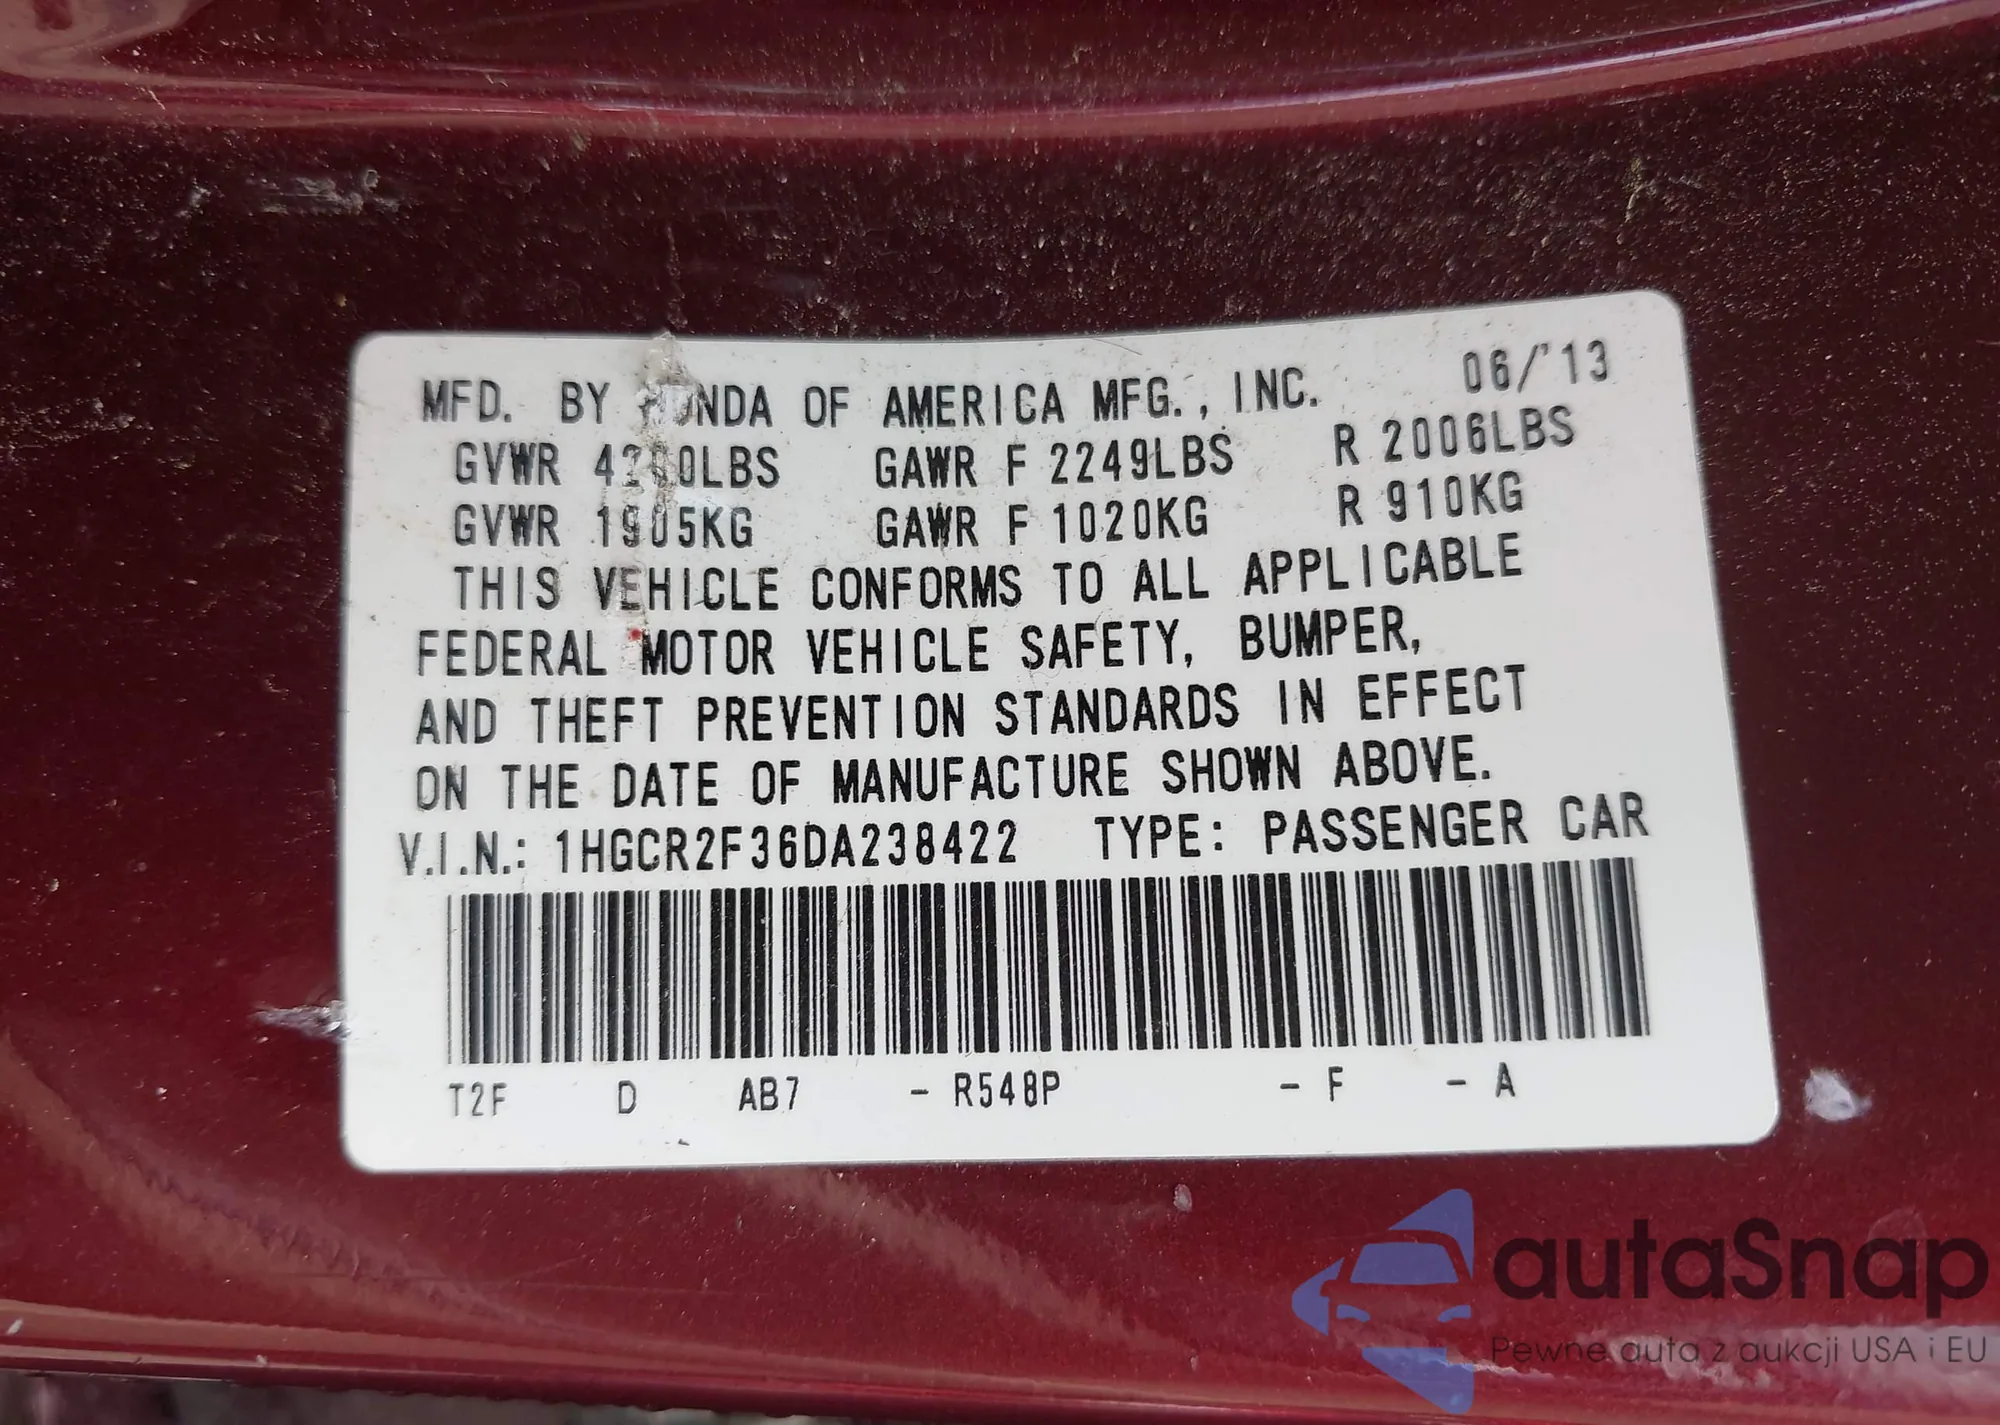 MFD. BY HONDA OF AMERICA MFG., INC. 06/'13
GVWR LBS GAWR F 2249LBS R 2006LBS
GVWR 1905KG GAWR F 1020KG R 910KG
THIS VEHICLE CONFORMS TO ALL APPLICABLE
FEDERAL MOTOR VEHICLE SAFETY, BUMPER,
AND THEFT PREVENTION STANDARDS IN EFFECT
ON THE DATE OF MANUFACTURE SHOWN ABOVE.
V.I.N.: 1HGCR2F36DA238422 TYPE: PASSENGER CAR
T2F D AB7 - R548P - F - A
autaSnap
Pewne auta z aukcji USA i EU